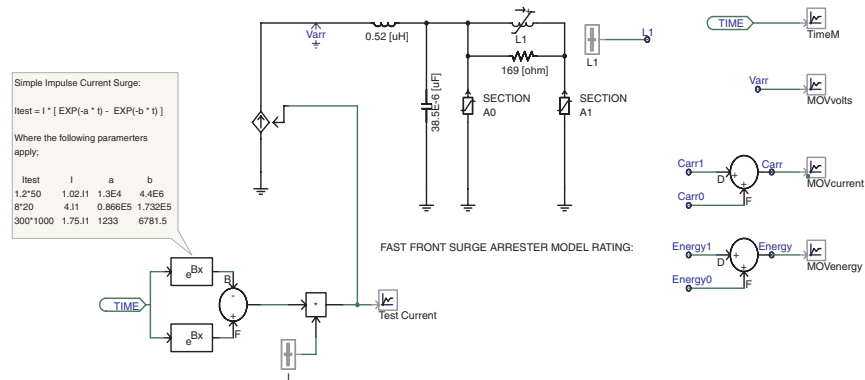 Varr
0.52 [uH]
L1
169 [ohm]
38.5E-6 [uF]
SECTION
A0
SECTION
A1
L1
L1
TIME
TimeM
Varr
MOVvolts
Carr1
Carr
D
+
+
F
Carr0
MOVcurrent
Energy1
Energy
D
+
+
F
Energy0
MOVenergy
Simple Impulse Current Surge:
Itest = I * [ EXP(-a * t) - EXP(-b * t) ]
Where the following paramerters
apply;
Itest I a b
1.2*50 1.02.I1 1.3E4 4.4E6
8*20 4.I1 0.866E5 1.732E5
300*1000 1.75.I1 1233 6781.5
FAST FRONT SURGE ARRESTER MODEL RATING:
TIME
eBx
eBx
B
-
+
F
*
Test Current
I